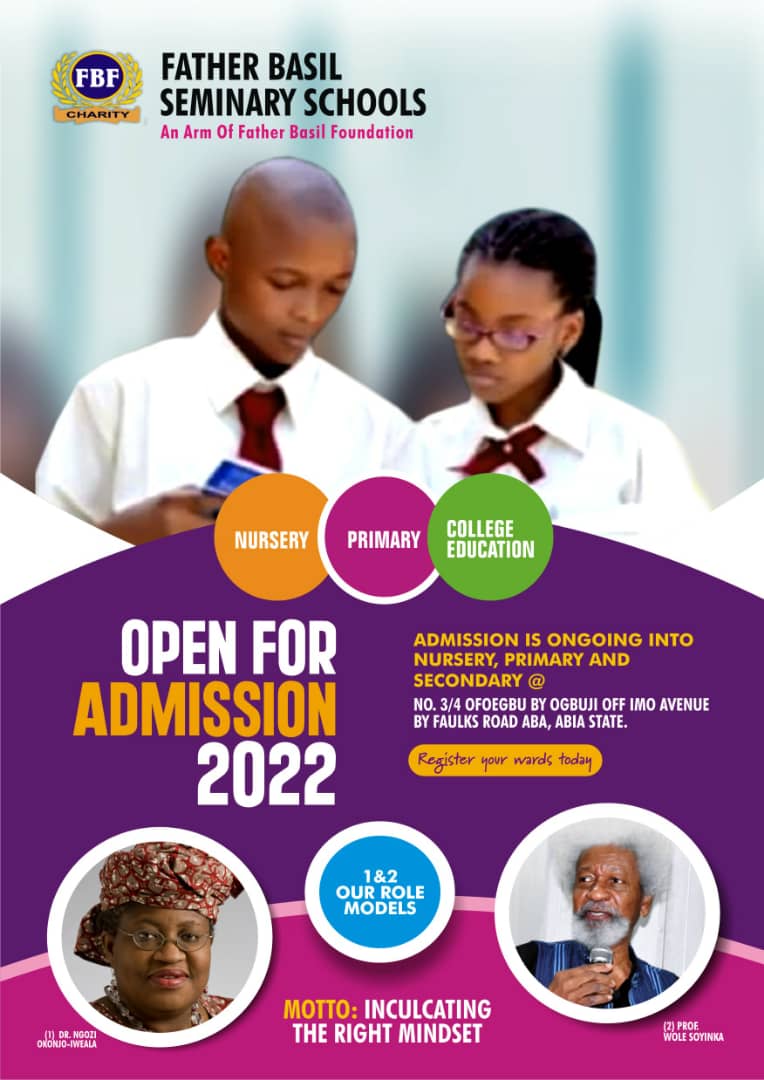 FBF
CHARITY
FATHER BASIL
SEMINARY SCHOOLS
An Arm Of Father Basil Foundation
NURSERY
PRIMARY
COLLEGE
EDUCATION
OPEN FOR
ADMISSION
2022
ADMISSION IS ONGOING INTO
NURSERY, PRIMARY AND
SECONDARY @
NO. 3/4 OFOEGBU BY OGBUJI OFF IMO AVENUE
BY FAULKS ROAD ABA, ABIA STATE.
Register your wards today
1&2
OUR ROLE
MODELS
MOTTO: INCULCATING
THE RIGHT MINDSET
(1) DR. NGOZI
OKONJO-IWEALA
(2) PROF.
WOLE SOYINKA